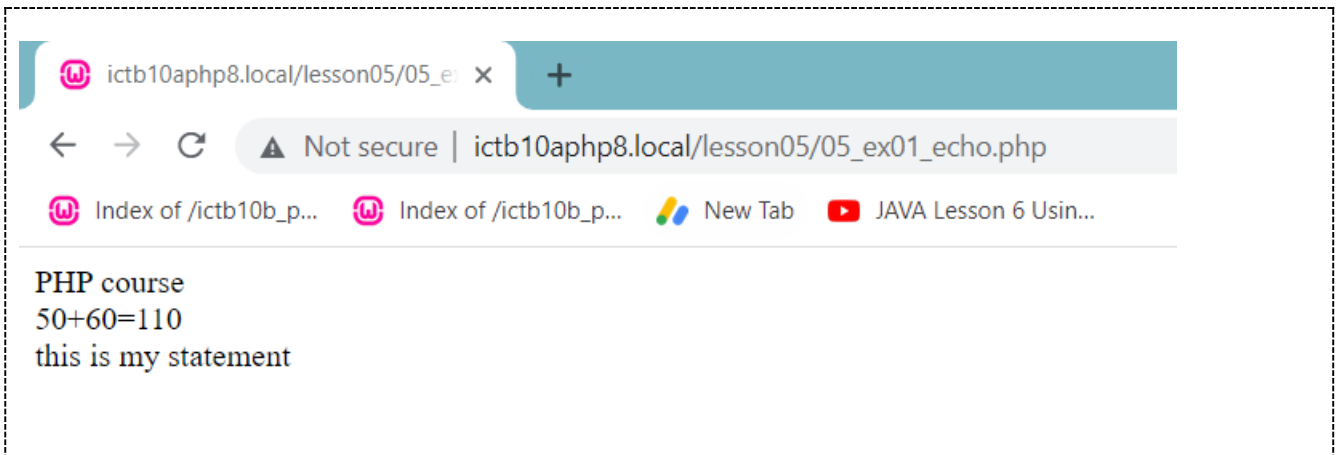 ictb10aphp8.local/lesson05/05_e
Not secure | ictb10aphp8.local/lesson05/05_ex01_echo.php
Index of /ictb10b_p... Index of /ictb10b_p... New Tab JAVA Lesson 6 Usin...
PHP course
50+60=110
this is my statement